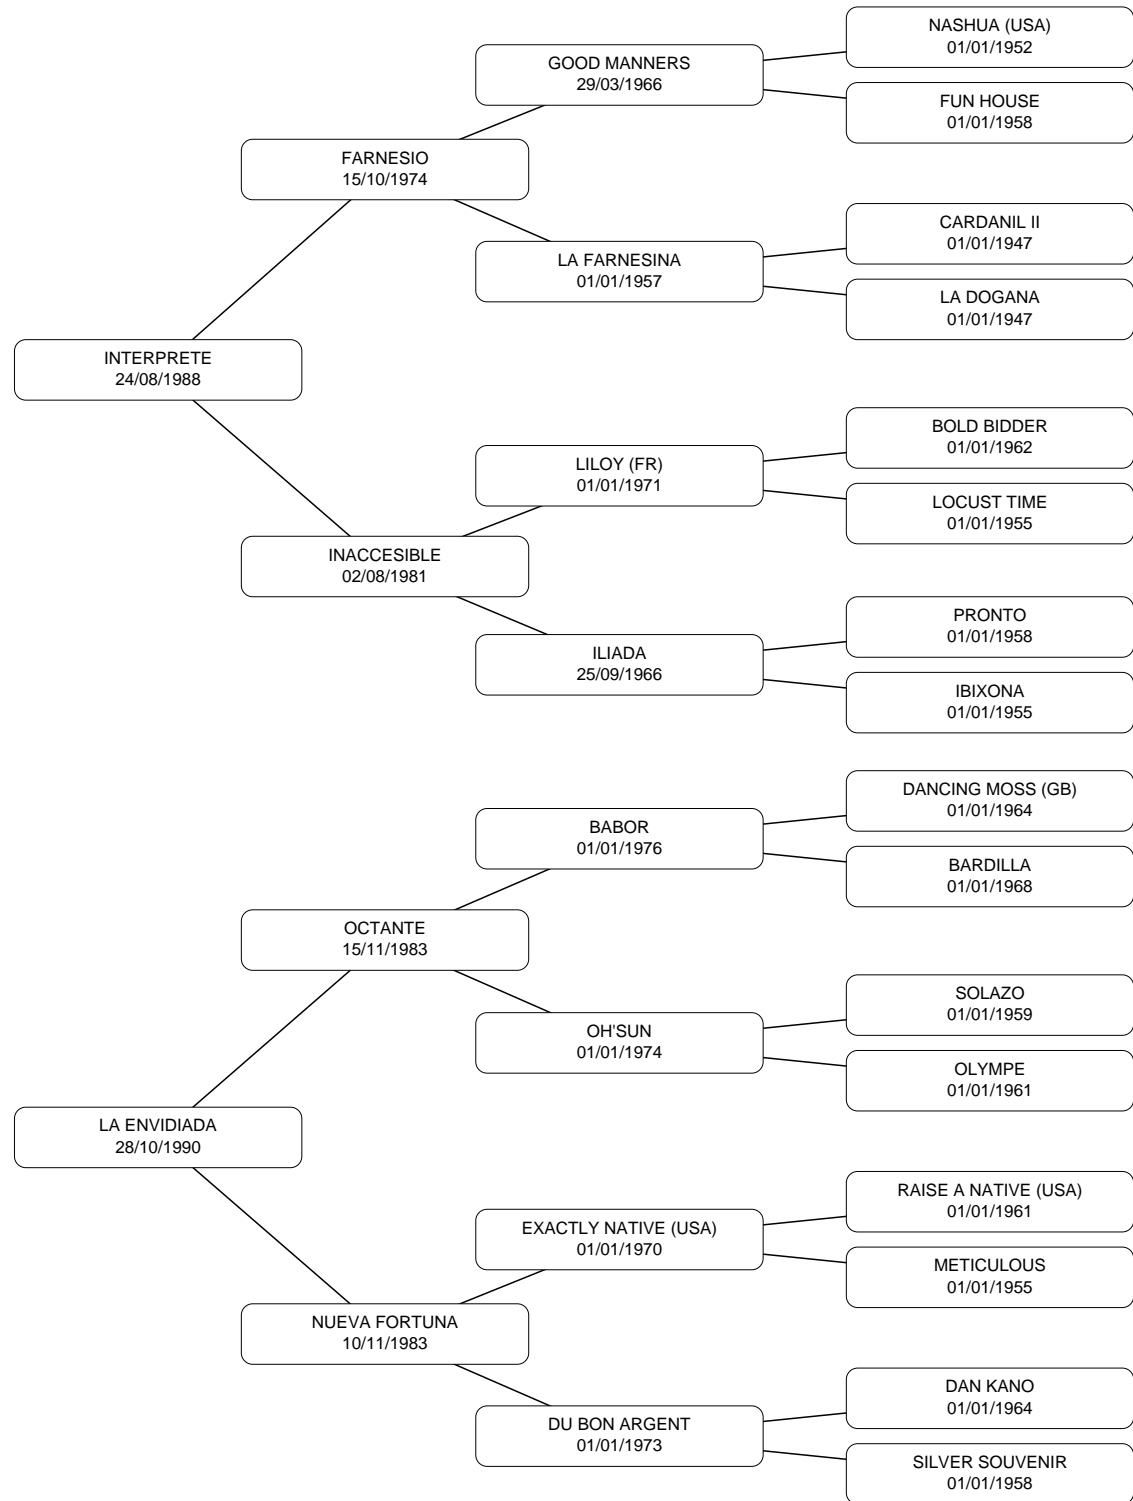 NASHUA (USA)
01/01/1952
GOOD MANNERS
29/03/1966
FUN HOUSE
01/01/1958
FARNESIO
15/10/1974
CARDANIL II
01/01/1947
LA FARNESINA
01/01/1957
LA DOGANA
01/01/1947
INTERPRETE
24/08/1988
BOLD BIDDER
01/01/1962
LILOY (FR)
01/01/1971
LOCUST TIME
01/01/1955
INACCESIBLE
02/08/1981
PRONTO
01/01/1958
ILIADA
25/09/1966
IBIXONA
01/01/1955
DANCING MOSS (GB)
01/01/1964
BABOR
01/01/1976
BARDILLA
01/01/1968
OCTANTE
15/11/1983
SOLAZO
01/01/1959
OH'SUN
01/01/1974
OLYMPE
01/01/1961
LA ENVIDIADA
28/10/1990
RAISE A NATIVE (USA)
01/01/1961
EXACTLY NATIVE (USA)
01/01/1970
METICULOUS
01/01/1955
NUEVA FORTUNA
10/11/1983
DAN KANO
01/01/1964
DU BON ARGENT
01/01/1973
SILVER SOUVENIR
01/01/1958